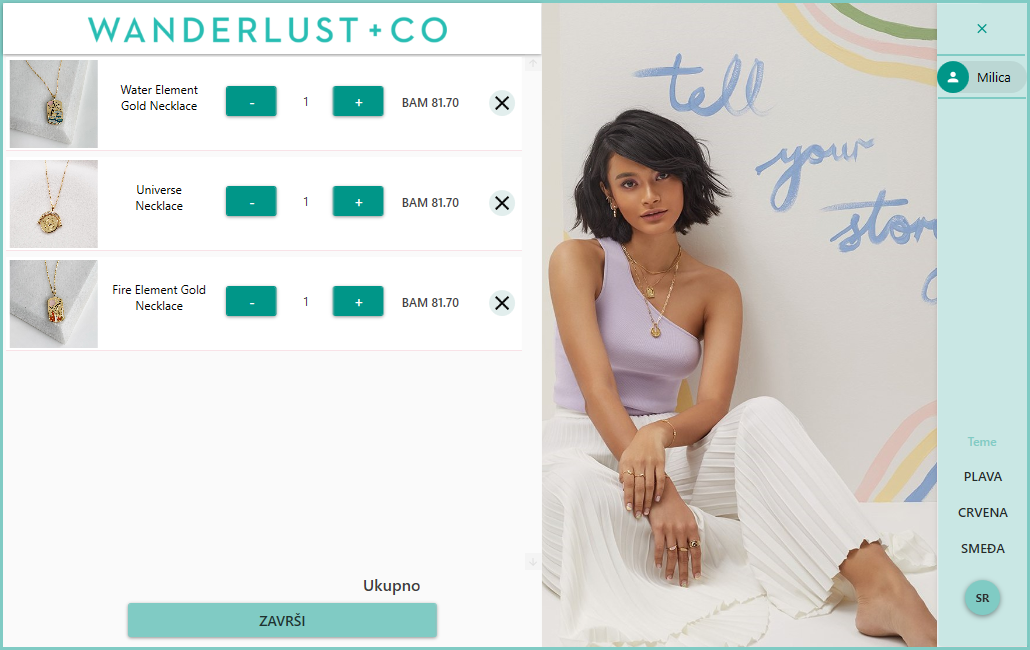 WANDERLUST + CO
Water Element
Gold Necklace
-
1
+
BAM 81.70
Universe
Necklace
-
1
+
BAM 81.70
Fire Element Gold
Necklace
-
1
+
BAM 81.70
Ukupno
ZAVRŠI
tell
your
Milica
Teme
PLAVA
CRVENA
SMEĐA
SR